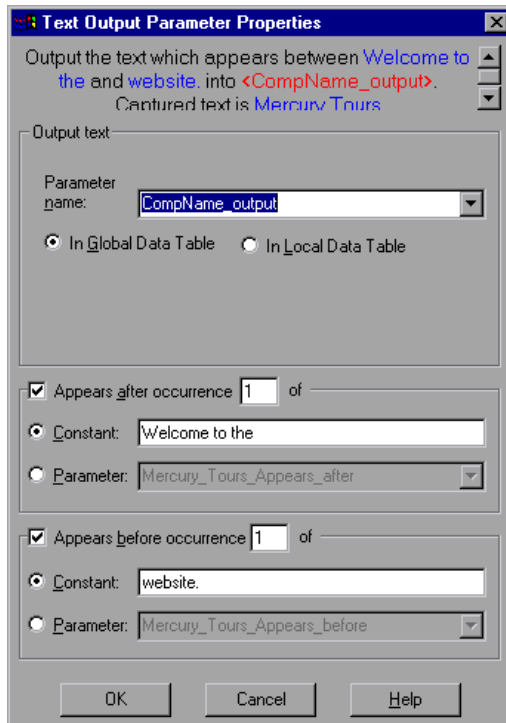 Text Output Parameter Properties
Output the text which appears between Welcome to
the and website. into <CompName_output>.
Captured text is Mercury Tours
Output text
Parameter
name:
CompName_output
In Global Data Table
In Local Data Table
Appears after occurrence 1 of
Constant: Welcome to the
Parameter: Mercury_Tours_Appears_after
Appears before occurrence 1 of
Constant: website.
Parameter: Mercury_Tours_Appears_before
OK Cancel Help